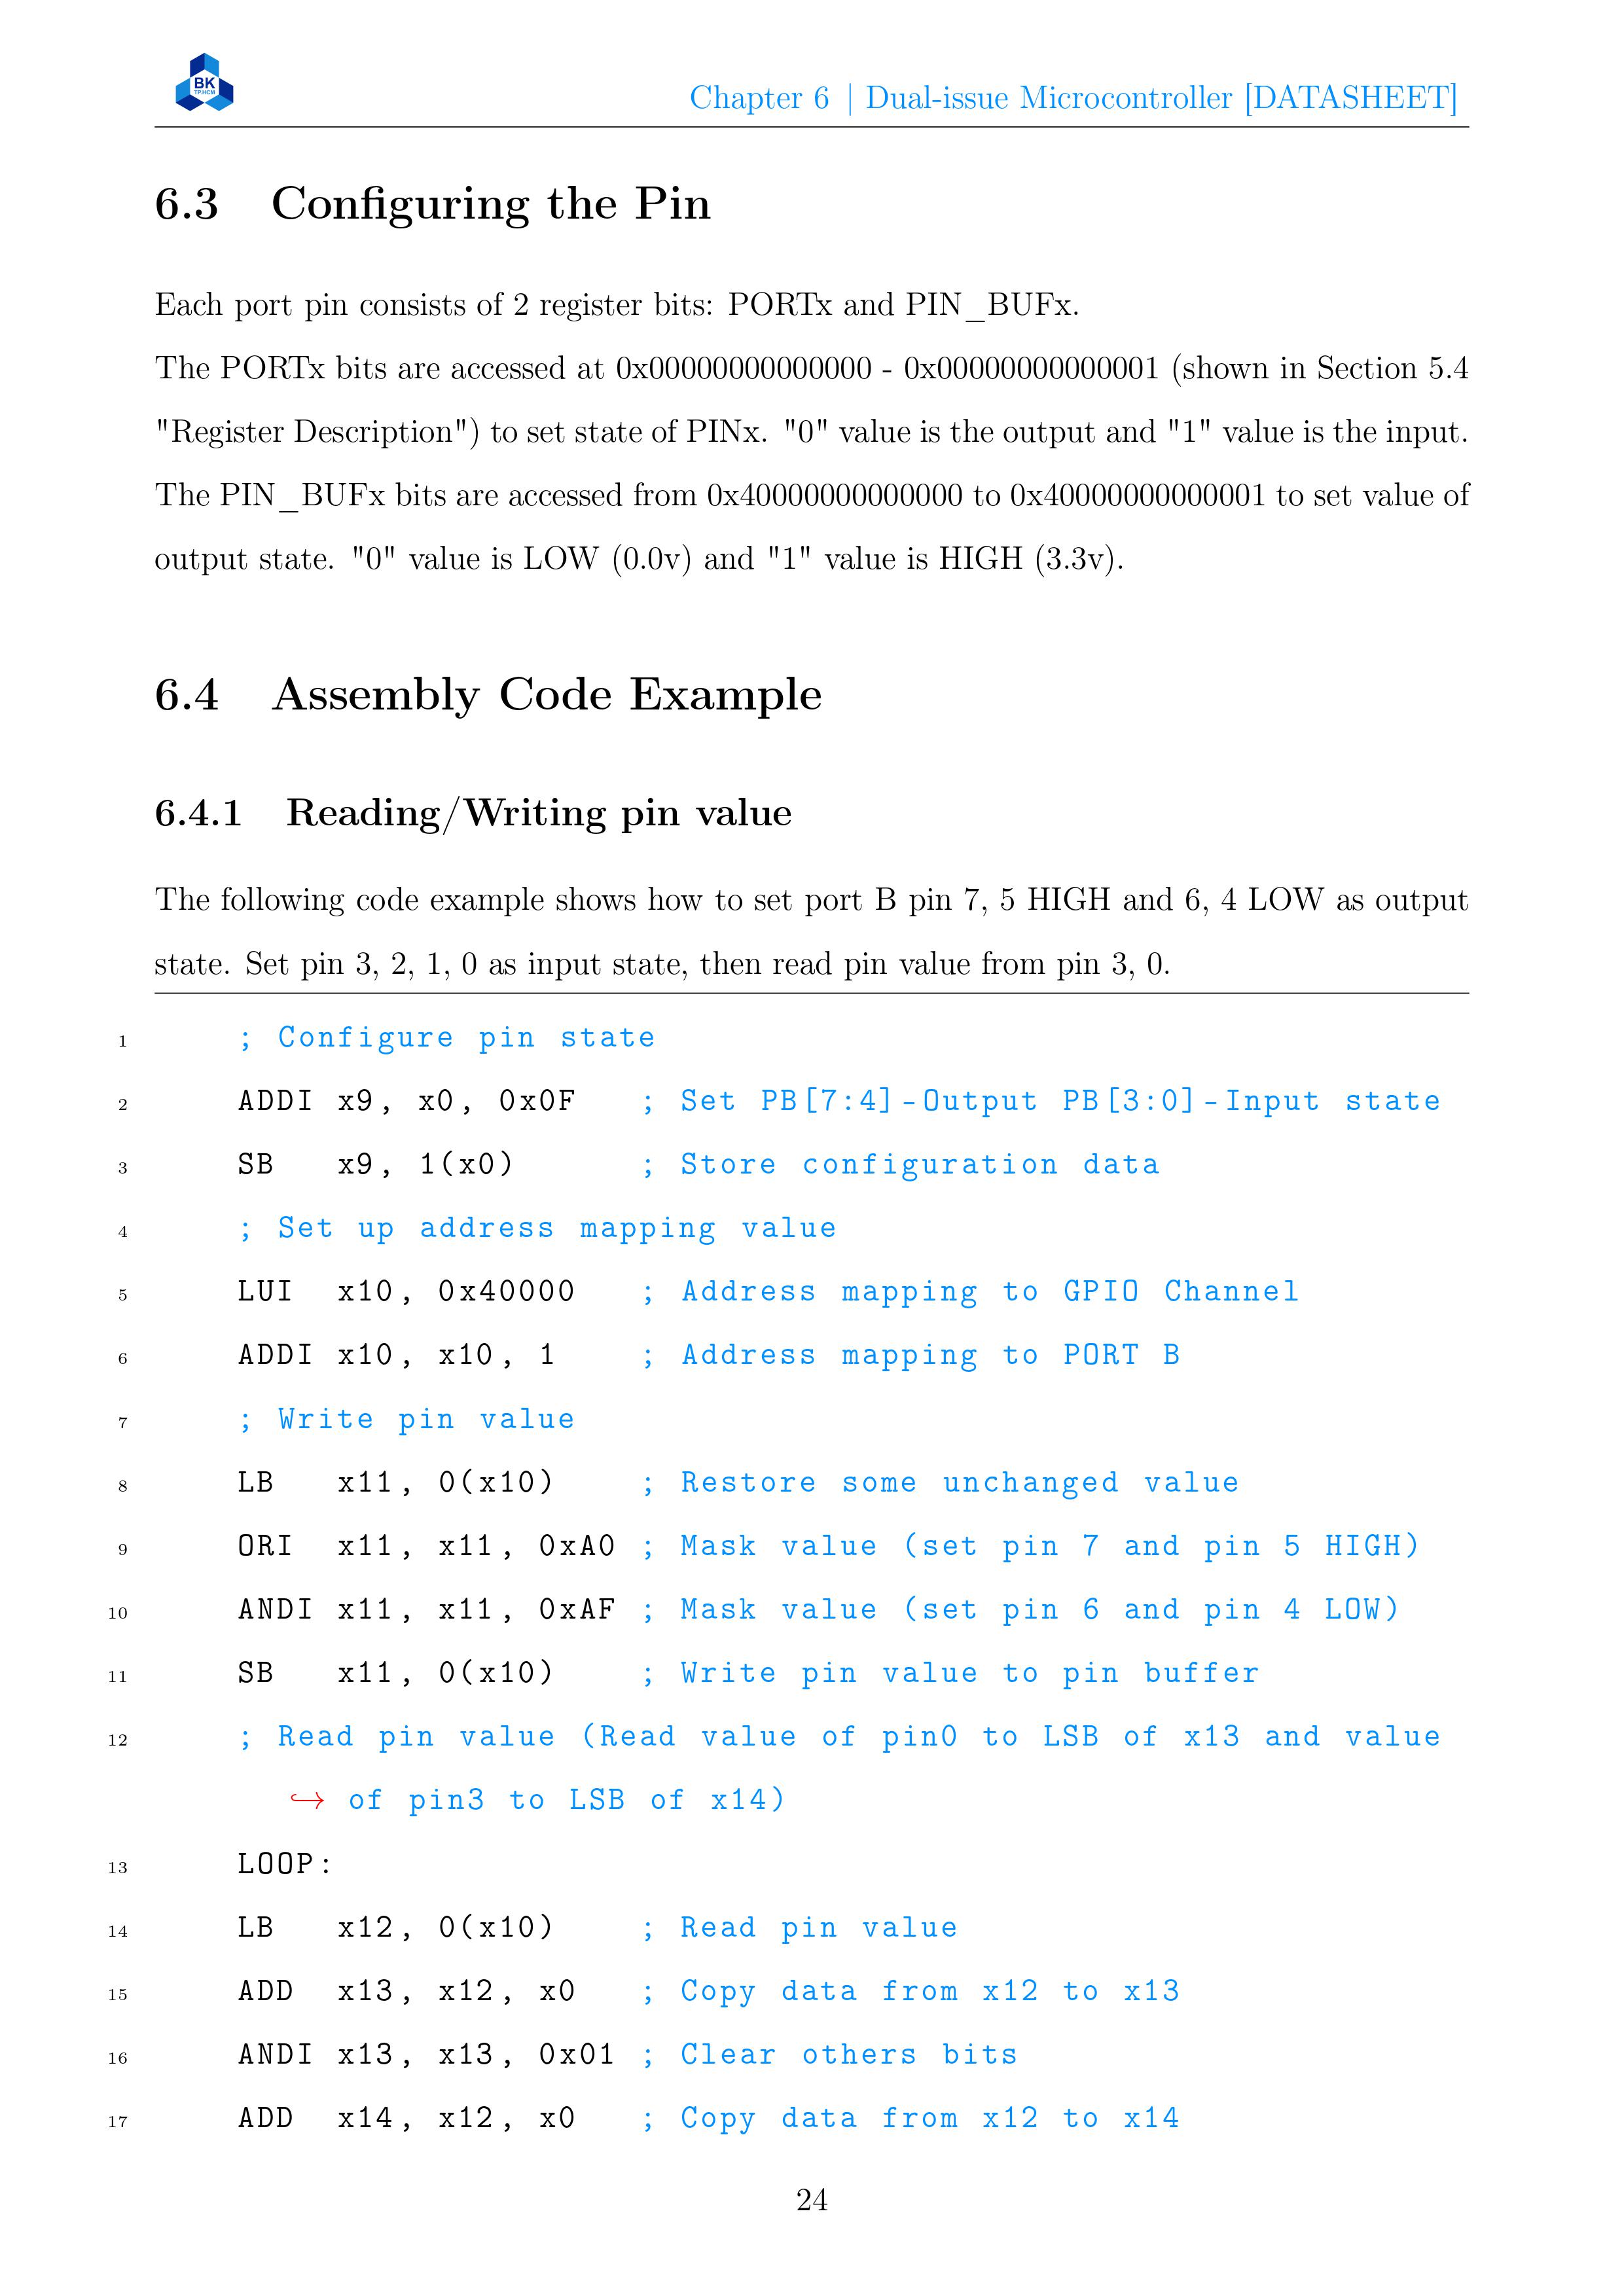 BK
TP.HCM
Chapter 6 | Dual-issue Microcontroller [DATASHEET]
6.3 Configuring the Pin
Each port pin consists of 2 register bits: PORTx and PIN_BUFx.
The PORTx bits are accessed at 0x00000000000000 - 0x00000000000001 (shown in Section 5.4
"Register Description") to set state of PINx. "0" value is the output and "1" value is the input.
The PIN_BUFx bits are accessed from 0x40000000000000 to 0x40000000000001 to set value of
output state. "0" value is LOW (0.0v) and "1" value is HIGH (3.3v).
6.4 Assembly Code Example
6.4.1 Reading/Writing pin value
The following code example shows how to set port B pin 7, 5 HIGH and 6, 4 LOW as output
state. Set pin 3, 2, 1, 0 as input state, then read pin value from pin 3, 0.
1 ; Configure pin state
2 ADDI x9, x0, 0x0F ; Set PB[7:4]-Output PB[3:0]-Input state
3 SB x9, 1(x0) ; Store configuration data
4 ; Set up address mapping value
5 LUI x10, 0x40000 ; Address mapping to GPIO Channel
6 ADDI x10, x10, 1 ; Address mapping to PORT B
7 ; Write pin value
8 LB x11, 0(x10) ; Restore some unchanged value
9 ORI x11, x11, 0xA0 ; Mask value (set pin 7 and pin 5 HIGH)
10 ANDI x11, x11, 0xAF ; Mask value (set pin 6 and pin 4 LOW)
11 SB x11, 0(x10) ; Write pin value to pin buffer
12 ; Read pin value (Read value of pin0 to LSB of x13 and value
↪ of pin3 to LSB of x14)
13 LOOP:
14 LB x12, 0(x10) ; Read pin value
15 ADD x13, x12, x0 ; Copy data from x12 to x13
16 ANDI x13, x13, 0x01 ; Clear others bits
17 ADD x14, x12, x0 ; Copy data from x12 to x14
24